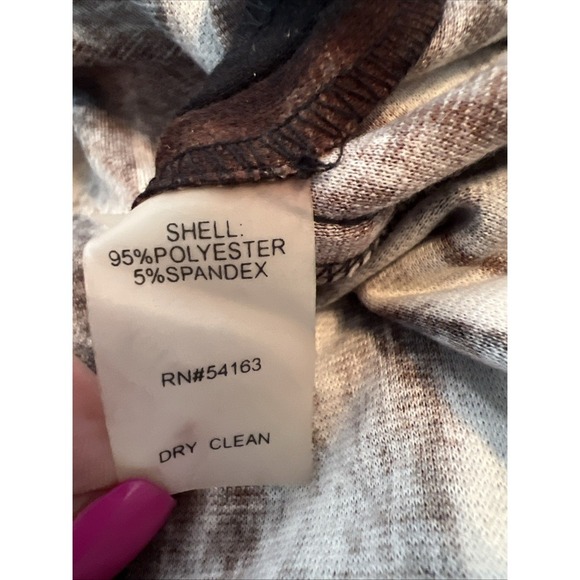 SHELL:
95%POLYESTER
5%SPANDEX
RN#54163
DRY CLEAN